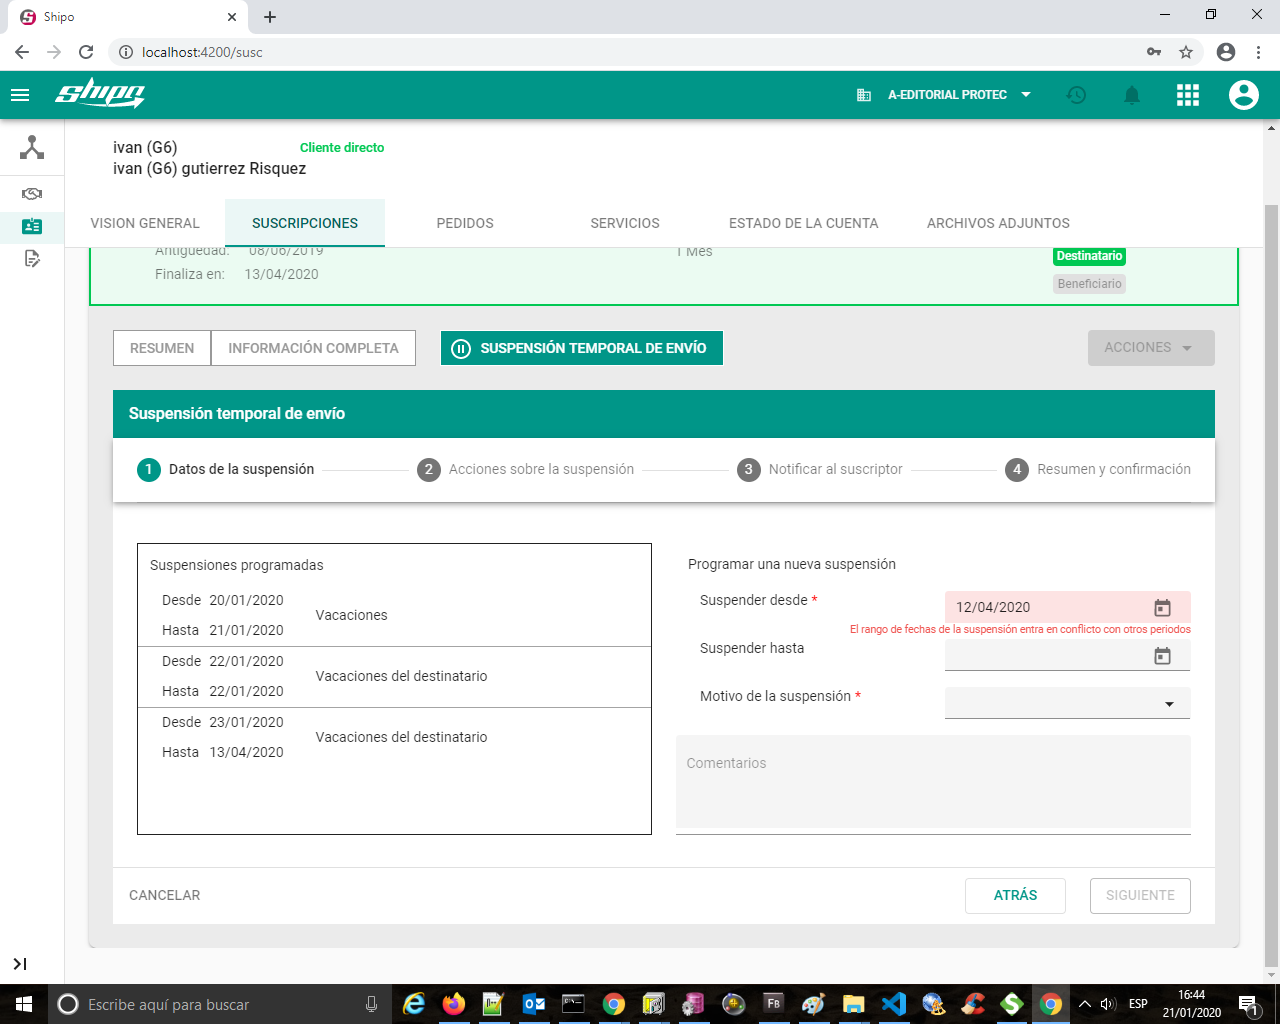 Shipo
localhost:4200/susc
shipo
A-EDITORIAL PROTEC
ivan (G6)
Cliente directo
ivan (G6) gutierrez Risquez
VISION GENERAL
SUSCRIPCIONES
PEDIDOS
SERVICIOS
ESTADO DE LA CUENTA
ARCHIVOS ADJUNTOS
Antigüedad: 08/06/2019
1 Mes
Destinatario
Finaliza en: 13/04/2020
Beneficiario
RESUMEN
INFORMACIÓN COMPLETA
SUSPENSIÓN TEMPORAL DE ENVÍO
ACCIONES
Suspensión temporal de envío
1 Datos de la suspensión
2 Acciones sobre la suspensión
3 Notificar al suscriptor
4 Resumen y confirmación
Suspensiones programadas
Desde 20/01/2020
Vacaciones
Hasta 21/01/2020
Desde 22/01/2020
Vacaciones del destinatario
Hasta 22/01/2020
Desde 23/01/2020
Vacaciones del destinatario
Hasta 13/04/2020
Programar una nueva suspensión
Suspender desde *
12/04/2020
El rango de fechas de la suspensión entra en conflicto con otros periodos
Suspender hasta
Motivo de la suspensión *
Comentarios
CANCELAR
ATRÁS
SIGUIENTE
Escribe aquí para buscar
ESP
16:44
21/01/2020
1